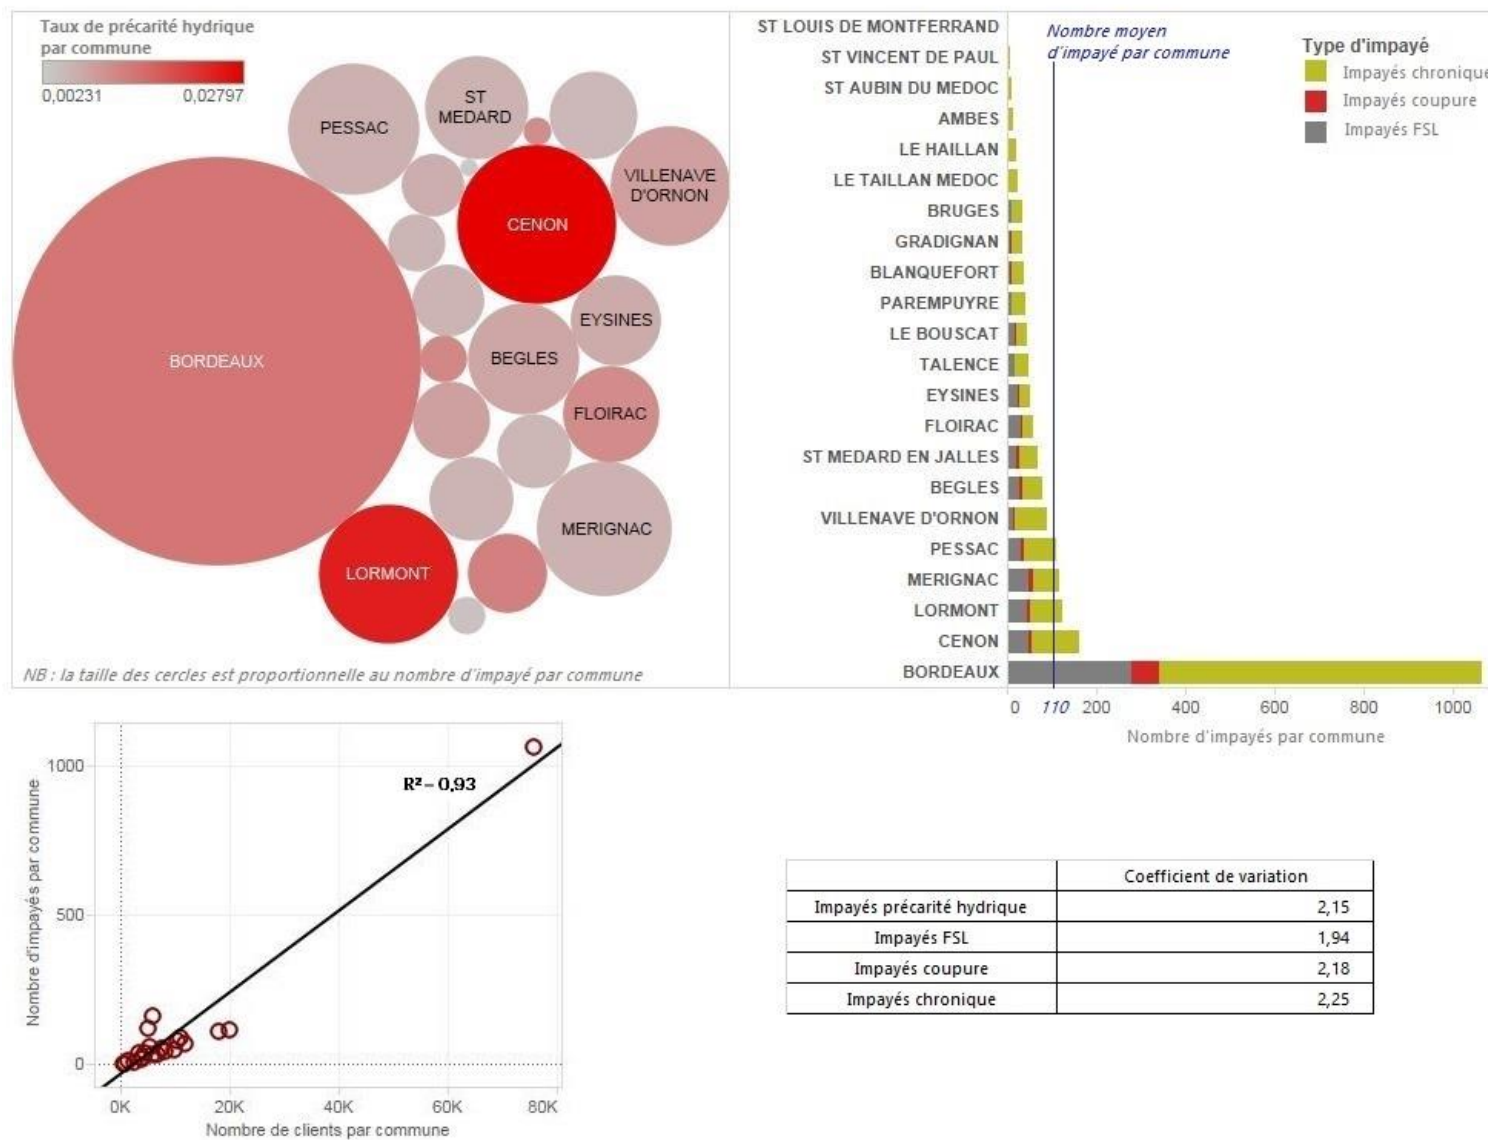 Taux de précarité hydrique
par commune
0,00231
0,02797
PESSAC
ST
MEDARD
VILLENAVE
D'ORNON
CENON
EYSINES
BORDEAUX
BEGLES
FLOIRAC
MERIGNAC
LORMONT
NB : la taille des cercles est proportionnelle au nombre d'impayé par commune
ST LOUIS DE MONTFERRAND
ST VINCENT DE PAUL
ST AUBIN DU MEDOC
AMBES
LE HAILLAN
LE TAILLAN MEDOC
BRUGES
GRADIGNAN
BLANQUEFORT
PAREMPUYRE
LE BOUSCAT
TALENCE
EYSINES
FLOIRAC
ST MEDARD EN JALLES
BEGLES
VILLENAVE D'ORNON
PESSAC
MERIGNAC
LORMONT
CENON
BORDEAUX
Nombre moyen
d'impayé par commune
Type d'impayé
Impayés chronique
Impayés coupure
Impayés FSL
0 110 200 400 600 800 1000
Nombre d'impayés par commune
Nombre d'impayés par commune
1000
500
0
R² – 0,93
0K 20K 40K 60K 80K
Nombre de clients par commune
Coefficient de variation
Impayés précarité hydrique 2,15
Impayés FSL 1,94
Impayés coupure 2,18
Impayés chronique 2,25